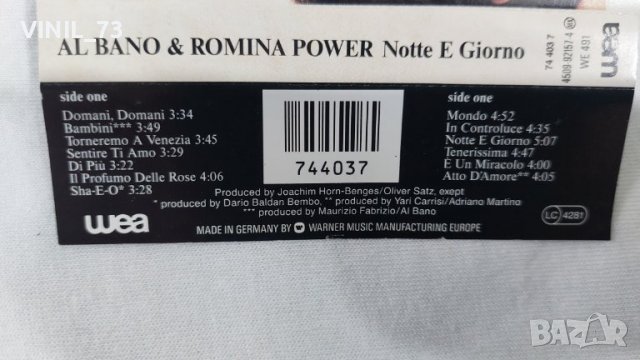 VINIL_73
AL BANO & ROMINA POWER Notte E Giorno
74 403 7
4509-92157-4
WE 491
wea
side one
Domani, Domani 3:34
Bambini*** 3:49
Torneremo A Venezia 3:45
Sentire Ti Amo 3:29
Di Più 3:22
Il Profumo Delle Rose 4:06
Sha-E-O* 3:28
744037
side one
Mondo 4:52
In Controluce 4:35
Notte E Giorno 5:07
Tenerissima 4:47
E Un Miracolo 4:00
Atto D'Amore** 4:05
Produced by Joachim Horn-Benges/Oliver Satz, exept
* produced by Dario Baldan Bembo, ** produced by Yari Carrisi/Adriano Martino
*** produced by Maurizio Fabrizio/Al Bano
wea
MADE IN GERMANY BY WARNER MUSIC MANUFACTURING EUROPE
LC 4281
BAZAR